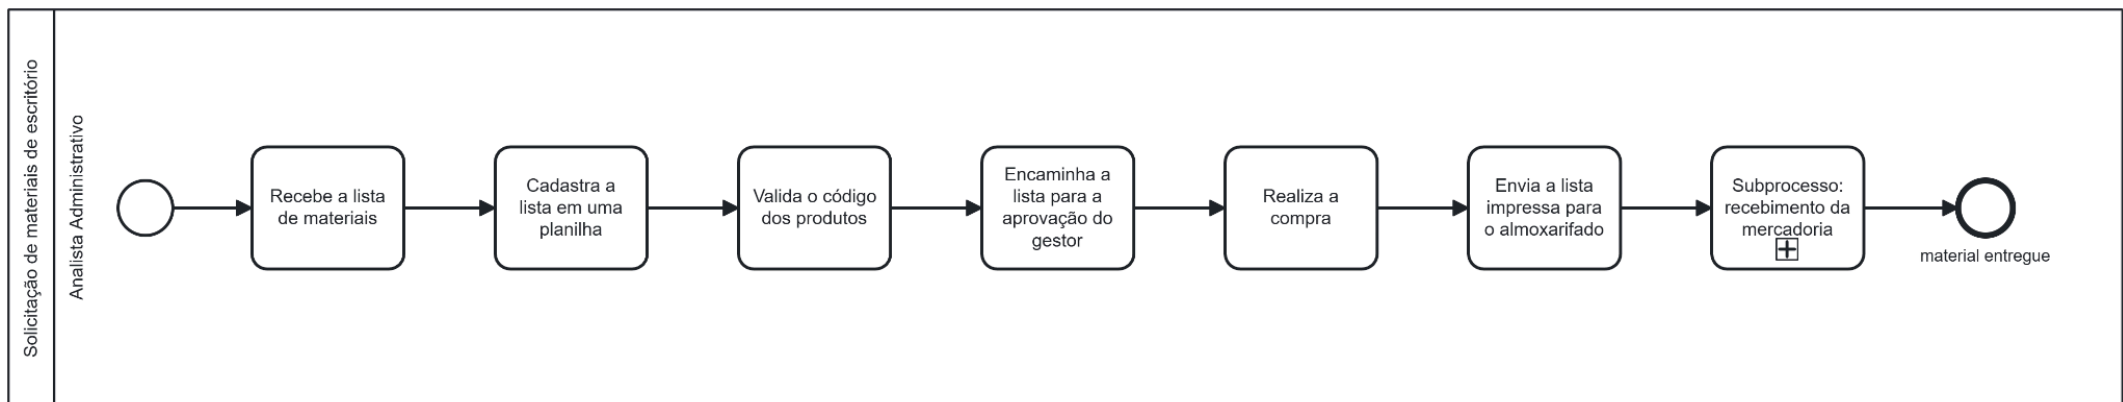 Solicitação de materiais de escritório
Analista Administrativo
Recebe a lista
de materiais
Cadastra a
lista em uma
planilha
Valida o código
dos produtos
Encaminha a
lista para a
aprovação do
gestor
Realiza a
compra
Envia a lista
impressa para
o almoxarifado
Subprocesso:
recebimento da
mercadoria
material entregue